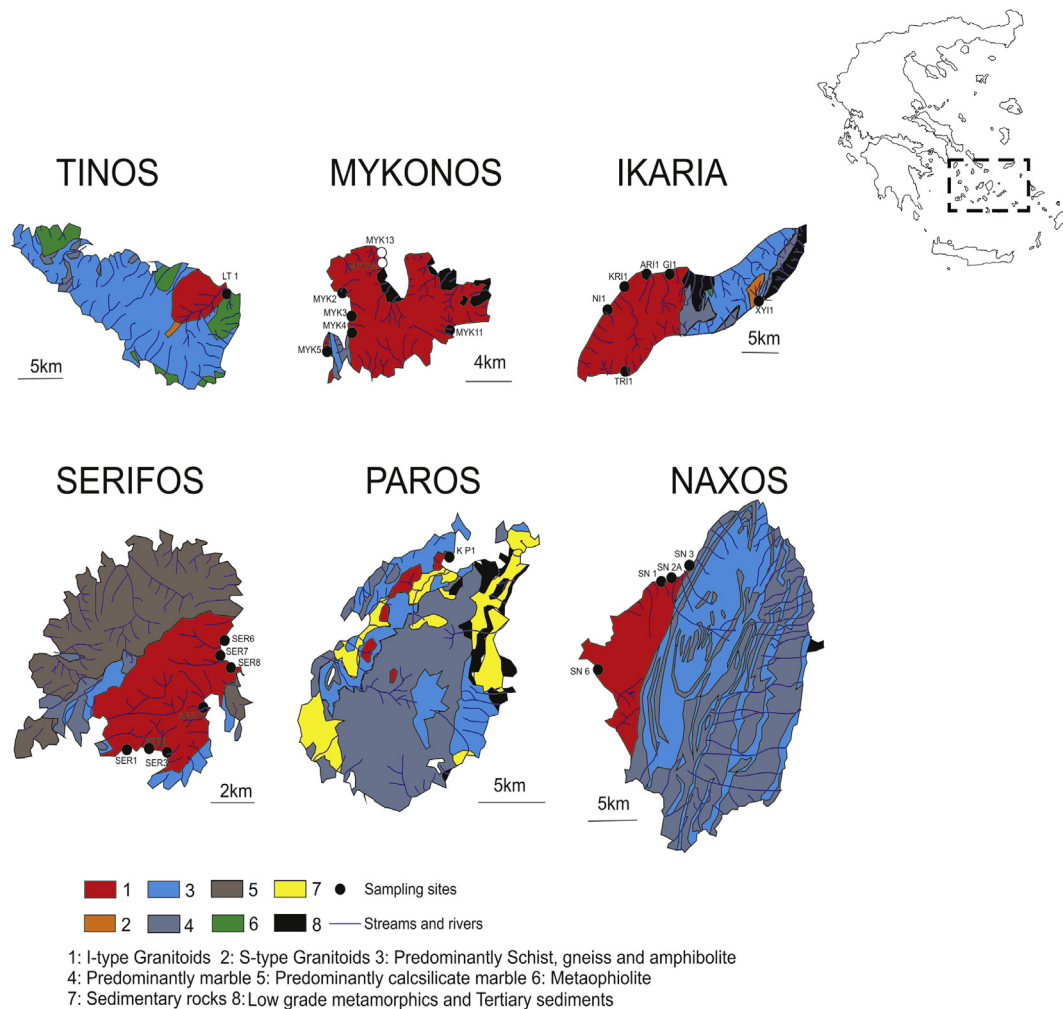 TINOS
MYKONOS
IKARIA
LT 1
5km
MYK13
MYK2
MYK3
MYK4
MYK5
MYK11
4km
ARI1
GI1
KRI1
NI1
XYI1
TRI1
5km
SERIFOS
PAROS
NAXOS
SER6
SER7
SER8
SER1
SER3
2km
K P1
5km
SN 3
SN 2A
SN 1
SN 6
5km
1
3
5
7
Sampling sites
2
4
6
8
Streams and rivers
1: I-type Granitoids 2: S-type Granitoids 3: Predominantly Schist, gneiss and amphibolite
4: Predominantly marble 5: Predominantly calcsilicate marble 6: Metaophiolite
7: Sedimentary rocks 8: Low grade metamorphics and Tertiary sediments